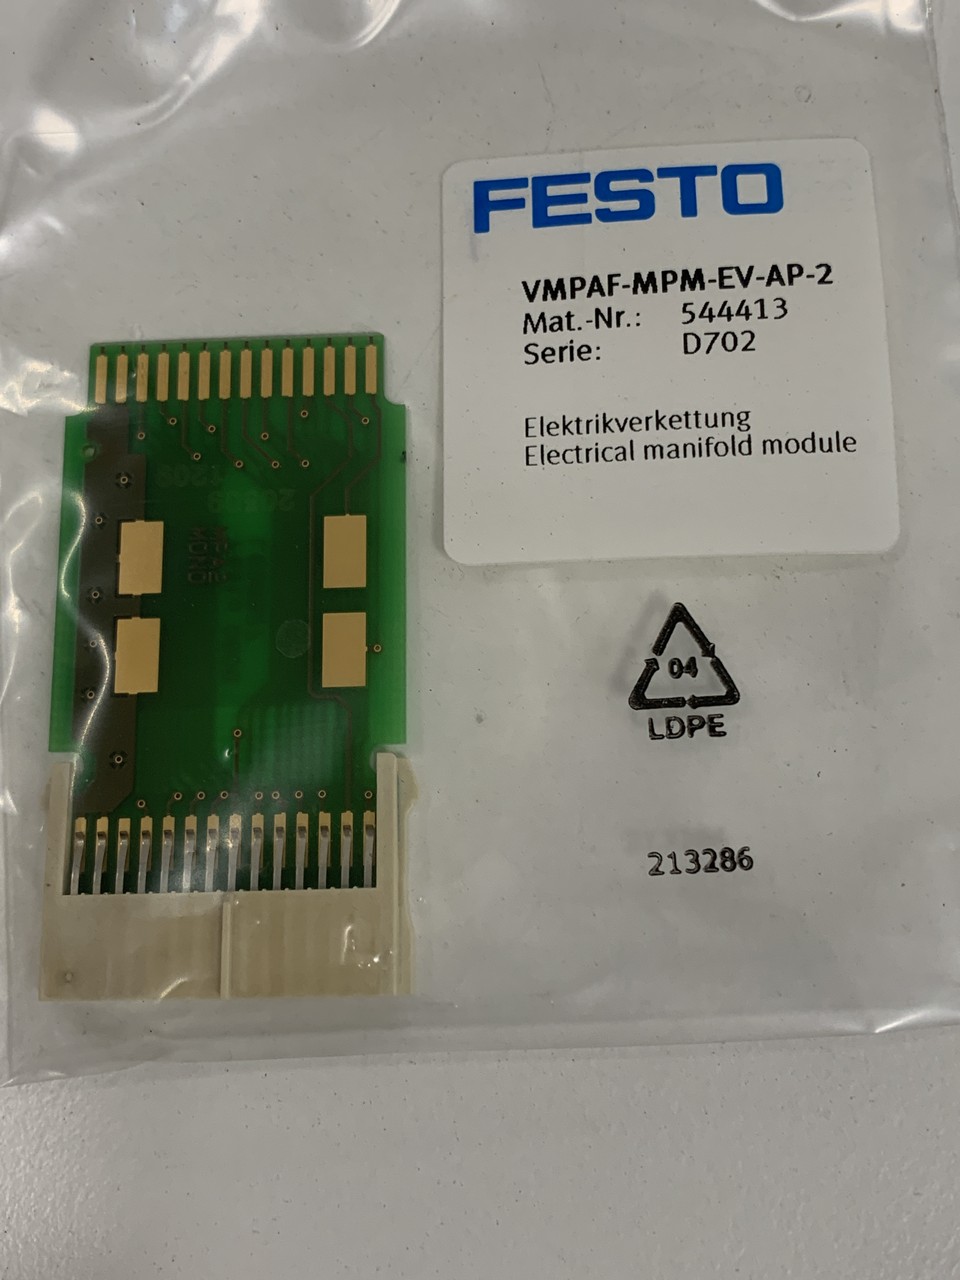 FESTO
VMPAF-MPM-EV-AP-2
Mat.-Nr.: 544413
Serie: D702
Elektrikverkettung
Electrical manifold module
04
LDPE
213286